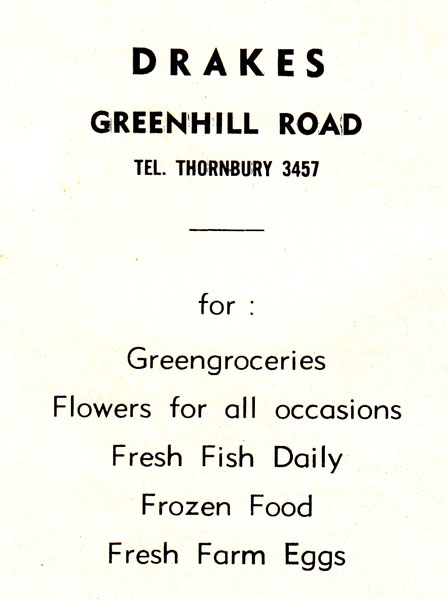 DRAKES
GREENHILL ROAD
TEL. THORNBURY 3457
for :
Greengroceries
Flowers for all occasions
Fresh Fish Daily
Frozen Food
Fresh Farm Eggs